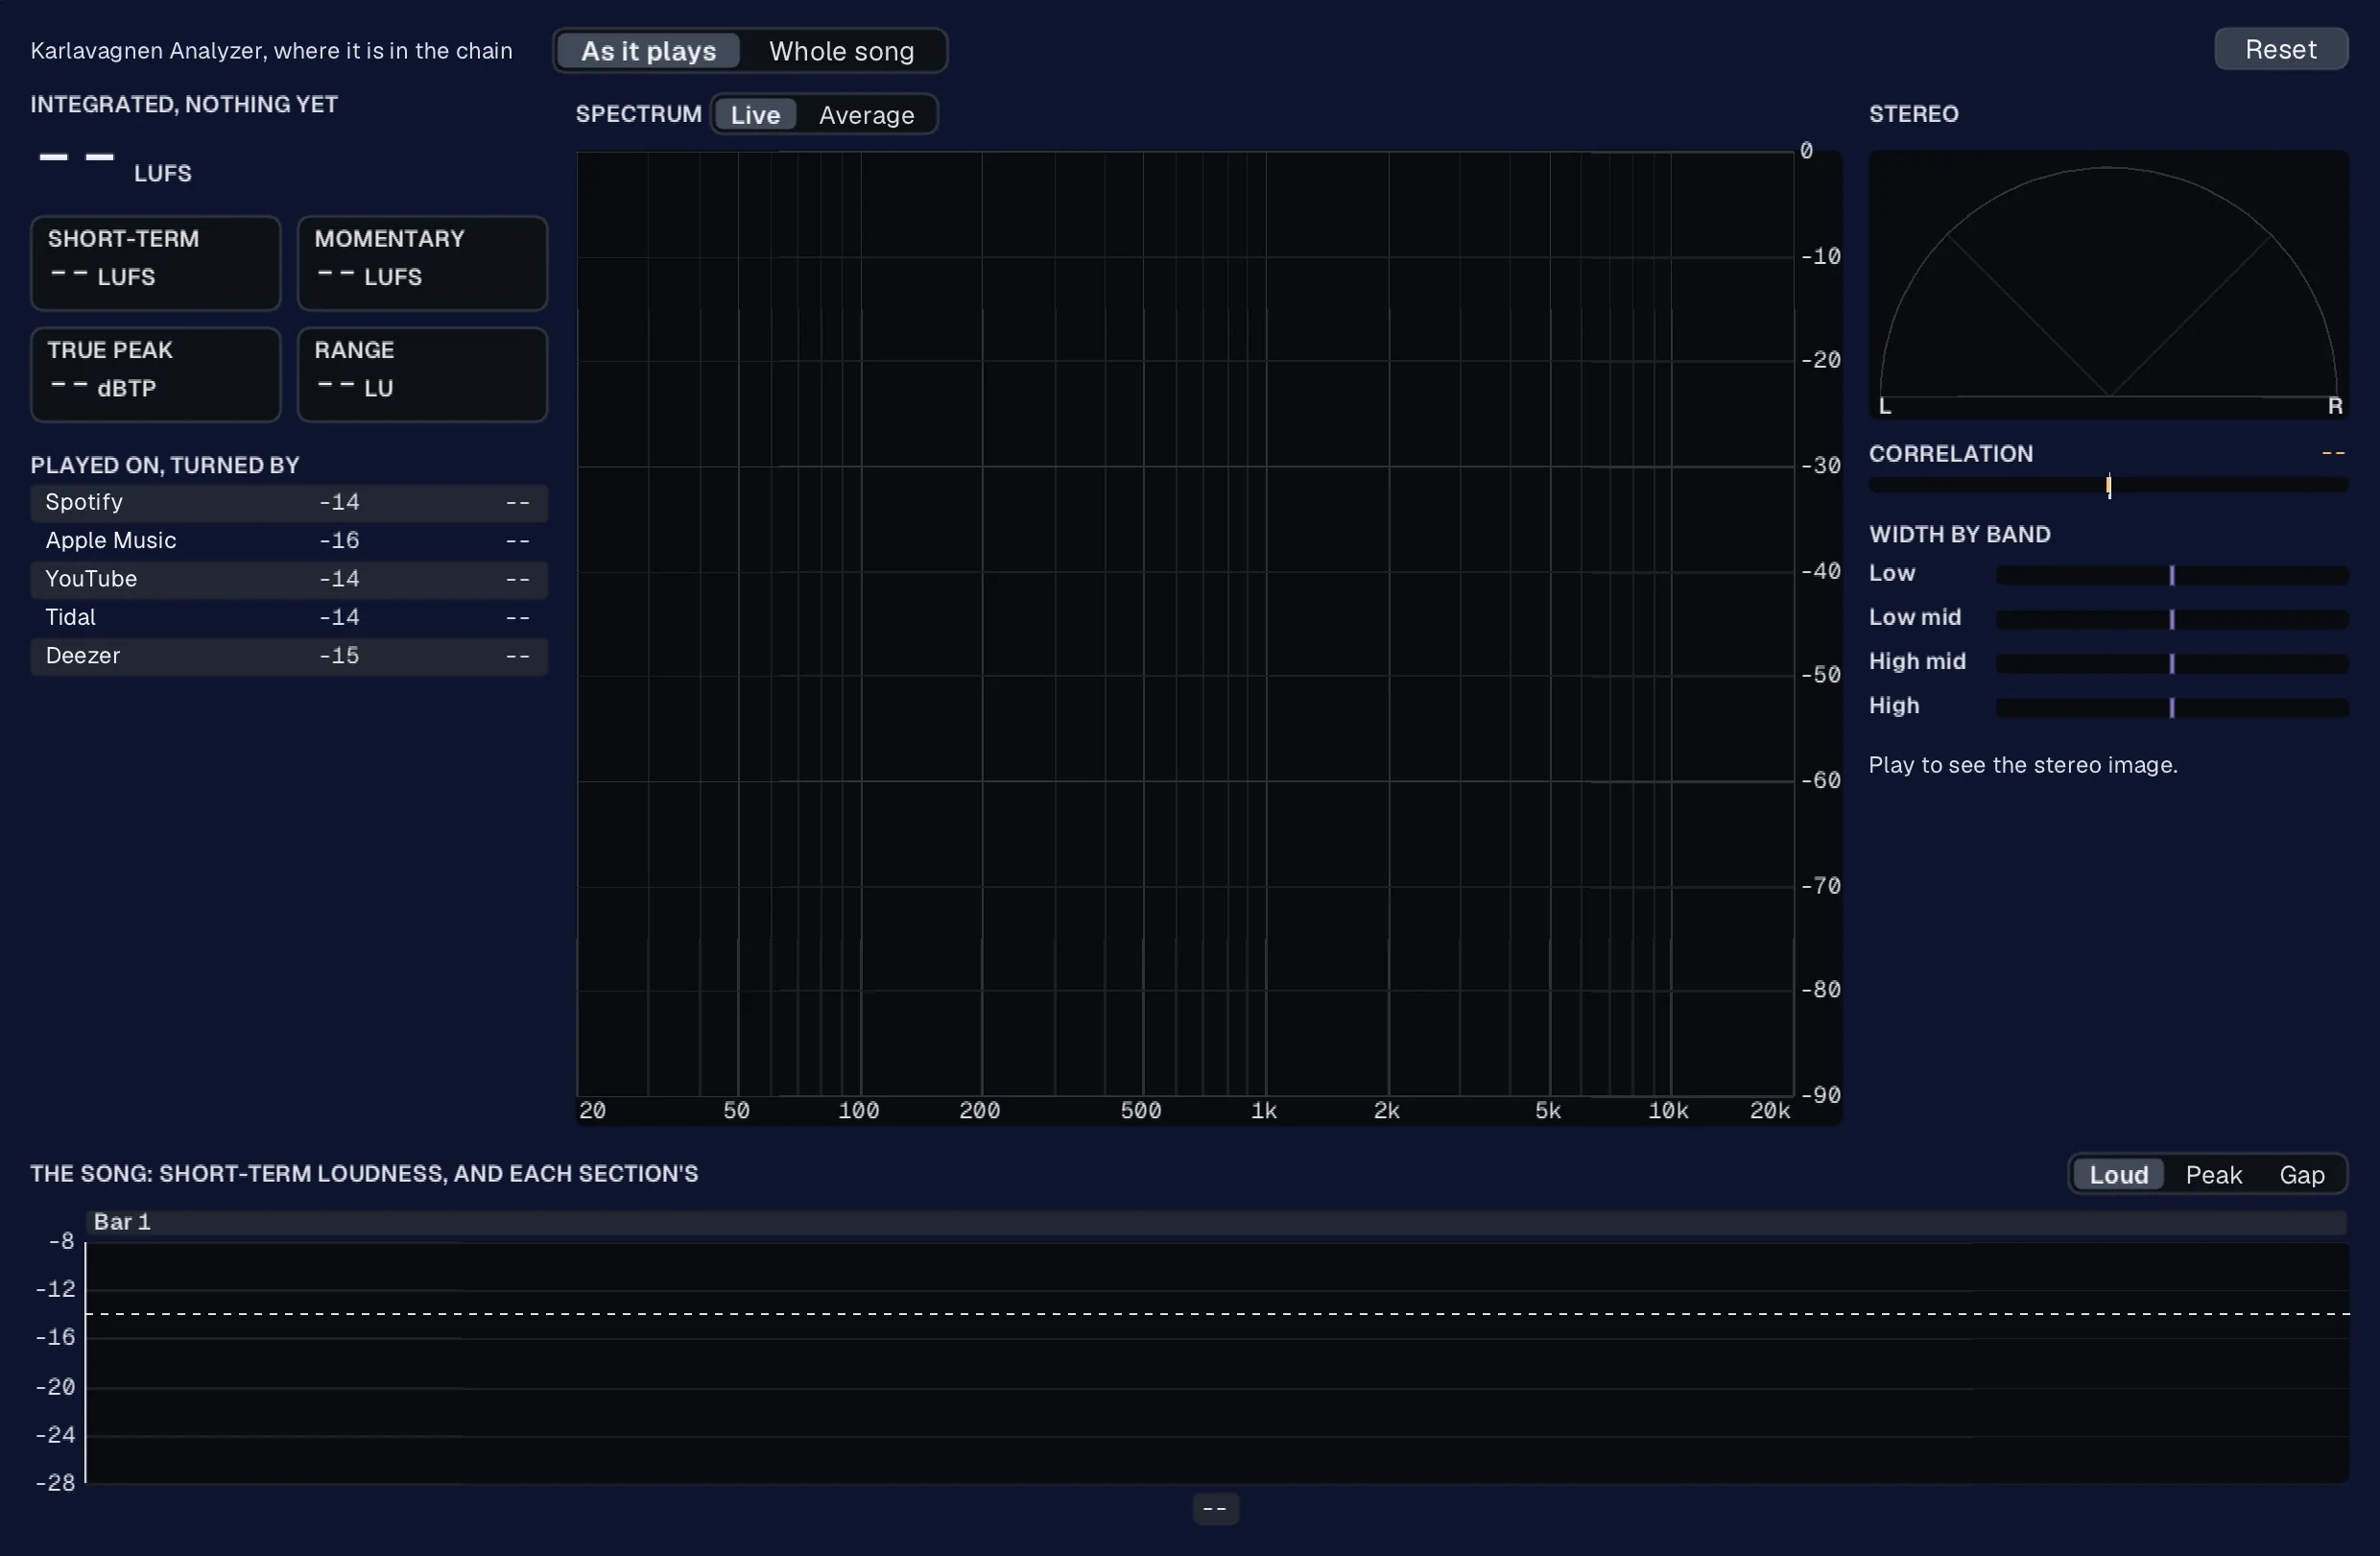 Karlavagnen Analyzer, where it is in the chain
As it plays
Whole song
Reset
INTEGRATED, NOTHING YET
-- LUFS
SHORT-TERM
-- LUFS
MOMENTARY
-- LUFS
TRUE PEAK
-- dBTP
RANGE
-- LU
PLAYED ON, TURNED BY
Spotify -14 --
Apple Music -16 --
YouTube -14 --
Tidal -14 --
Deezer -15 --
SPECTRUM
Live
Average
0
-10
-20
-30
-40
-50
-60
-70
-80
-90
20 50 100 200 500 1k 2k 5k 10k 20k
STEREO
L R
CORRELATION --
WIDTH BY BAND
Low
Low mid
High mid
High
Play to see the stereo image.
THE SONG: SHORT-TERM LOUDNESS, AND EACH SECTION'S
Loud
Peak
Gap
Bar 1
-8
-12
-16
-20
-24
-28
--